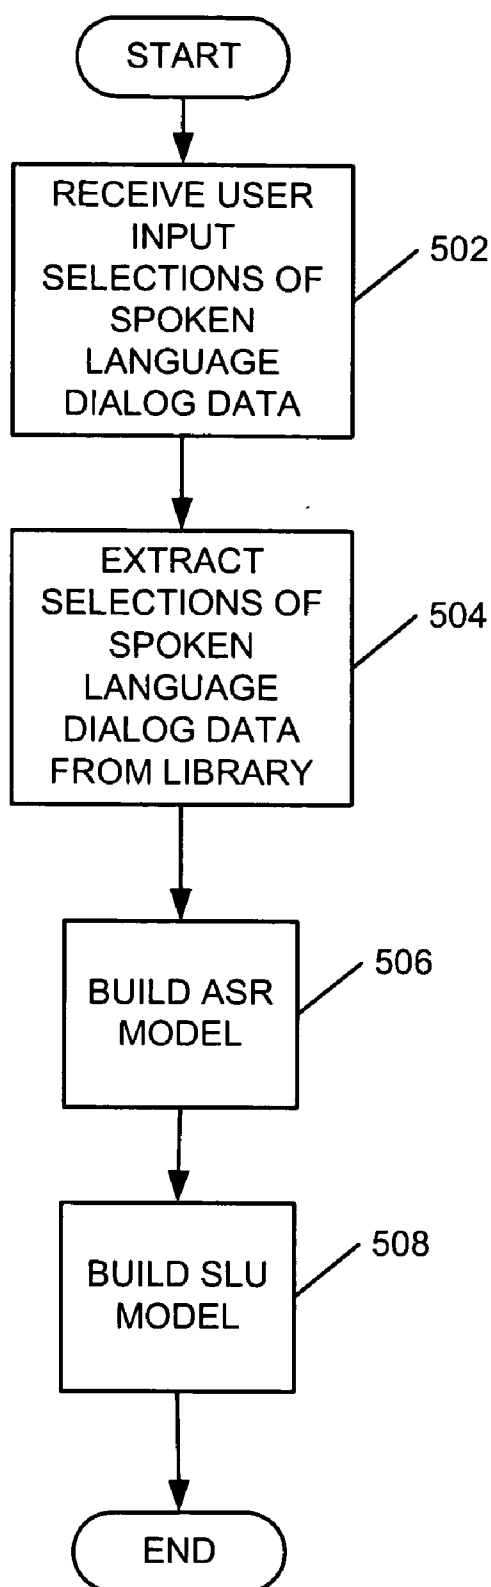 START
RECEIVE USER
INPUT
SELECTIONS OF
SPOKEN
LANGUAGE
DIALOG DATA
502
EXTRACT
SELECTIONS OF
SPOKEN
LANGUAGE
DIALOG DATA
FROM LIBRARY
504
BUILD ASR
MODEL
506
BUILD SLU
MODEL
508
END